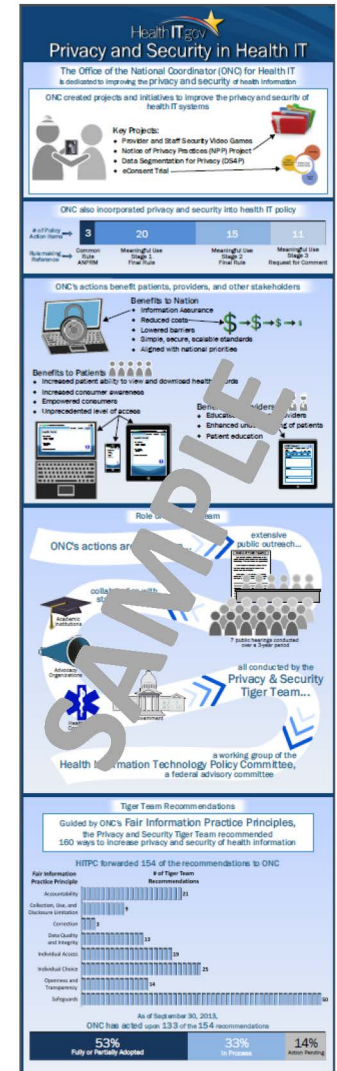 HealthIT.gov
Privacy and Security in Health IT
The Office of the National Coordinator (ONC) for Health IT
is dedicated to improving the privacy and security of health information
ONC created projects and initiatives to improve the privacy and security of
health IT systems
Key Projects:
• Provider and Staff Security Video Games
• Notice of Privacy Practices (NPP) Project
• Data Segmentation for Privacy (DS4P)
• eConsent Trial
ONC also incorporated privacy and security into health IT policy
# of Policy
Action Items
3 20 15 11
Rulemaking
Reference
Common
Rule
ANPRM
Meaningful Use
Stage 1
Final Rule
Meaningful Use
Stage 2
Final Rule
Meaningful Use
Stage 3
Request for Comment
ONC's actions benefit patients, providers, and other stakeholders
Benefits to Nation
• Information Assurance
• Reduced costs
$ $ $ $ $
• Lowered barriers
• Simple, secure, scalable standards
• Aligned with national priorities
Benefits to Patients
• Increased patient ability to view and download health
• Increased consumer awareness
• Empowered consumers
• Unprecedented level of access
• Enhanced of patients
• Patient education
SAMPLE
ONC's actions are
extensive
public outreach...
7 public hearings conducted
over a 3-year period
with
Academic
Institutions
Advocacy
Organizations
all conducted by the
Privacy & Security
Tiger Team...
a working group of the
Health Information Technology Policy Committee,
a federal advisory committee
Tiger Team Recommendations
Guided by ONC's Fair Information Practice Principles,
the Privacy and Security Tiger Team recommended
160 ways to increase privacy and security of health information
HITPC forwarded 154 of the recommendations to ONC
Fair Information
Practice Principle
# of Tiger Team
Recommendations
Accountability 21
Collection, Use, and
Disclosure Limitation
9
Correction
Data Quality
and Integrity
13
Individual Access 19
Individual Choice 25
Openness and
Transparency
14
Safeguards 50
As of September 30, 2013,
ONC has acted upon 133 of the 154 recommendations
53%
Fully or Partially Adopted
33%
In Process
14%
Action Pending